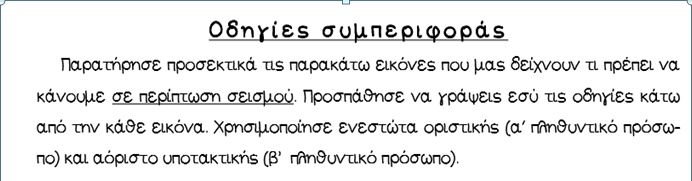 Οδηγίες συμπεριφοράς
Παρατήρησε προσεκτικά τις παρακάτω εικόνες που μας δείχνουν τι πρέπει να
κάνουμε σε περίπτωση σεισμού. Προσπάθησε να γράψεις εσύ τις οδηγίες κάτω
από την κάθε εικόνα. Χρησιμοποίησε ενεστώτα οριστικής (α’ πληθυντικό πρόσω-
πο) και αόριστο υποτακτικής (β’ πληθυντικό πρόσωπο).